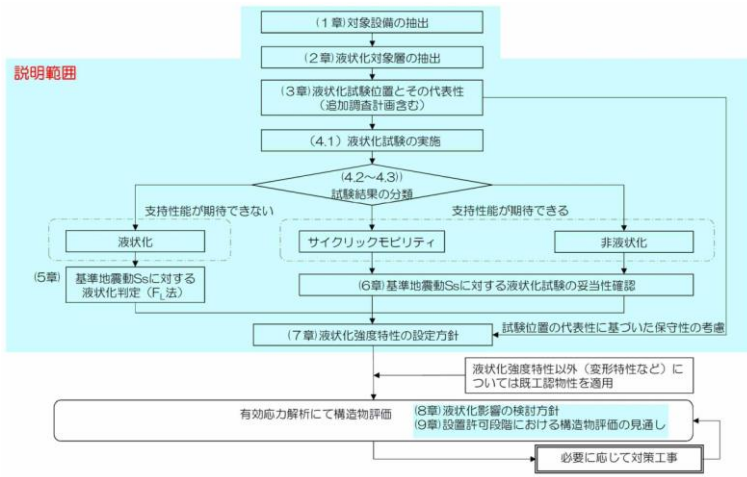 (1章)対象設備の抽出
(2章)液状化対象層の抽出
説明範囲
(3章)液状化試験位置とその代表性
(追加調査計画含む)
(4.1) 液状化試験の実施
(4.2~4.3))
試験結果の分類
支持性能が期待できない
支持性能が期待できる
液状化
サイクリックモビリティ
非液状化
(5章)
基準地震動Ssに対する
液状化判定(FL法)
(6章)基準地震動Ssに対する液状化試験の妥当性確認
(7章)液状化強度特性の設定方針
試験位置の代表性に基づいた保守性の考慮
液状化強度特性以外(変形特性など)に
ついては既工認物性を適用
有効応力解析にて構造物評価
(8章)液状化影響の検討方針
(9章)設置許可段階における構造物評価の見通し
必要に応じて対策工事